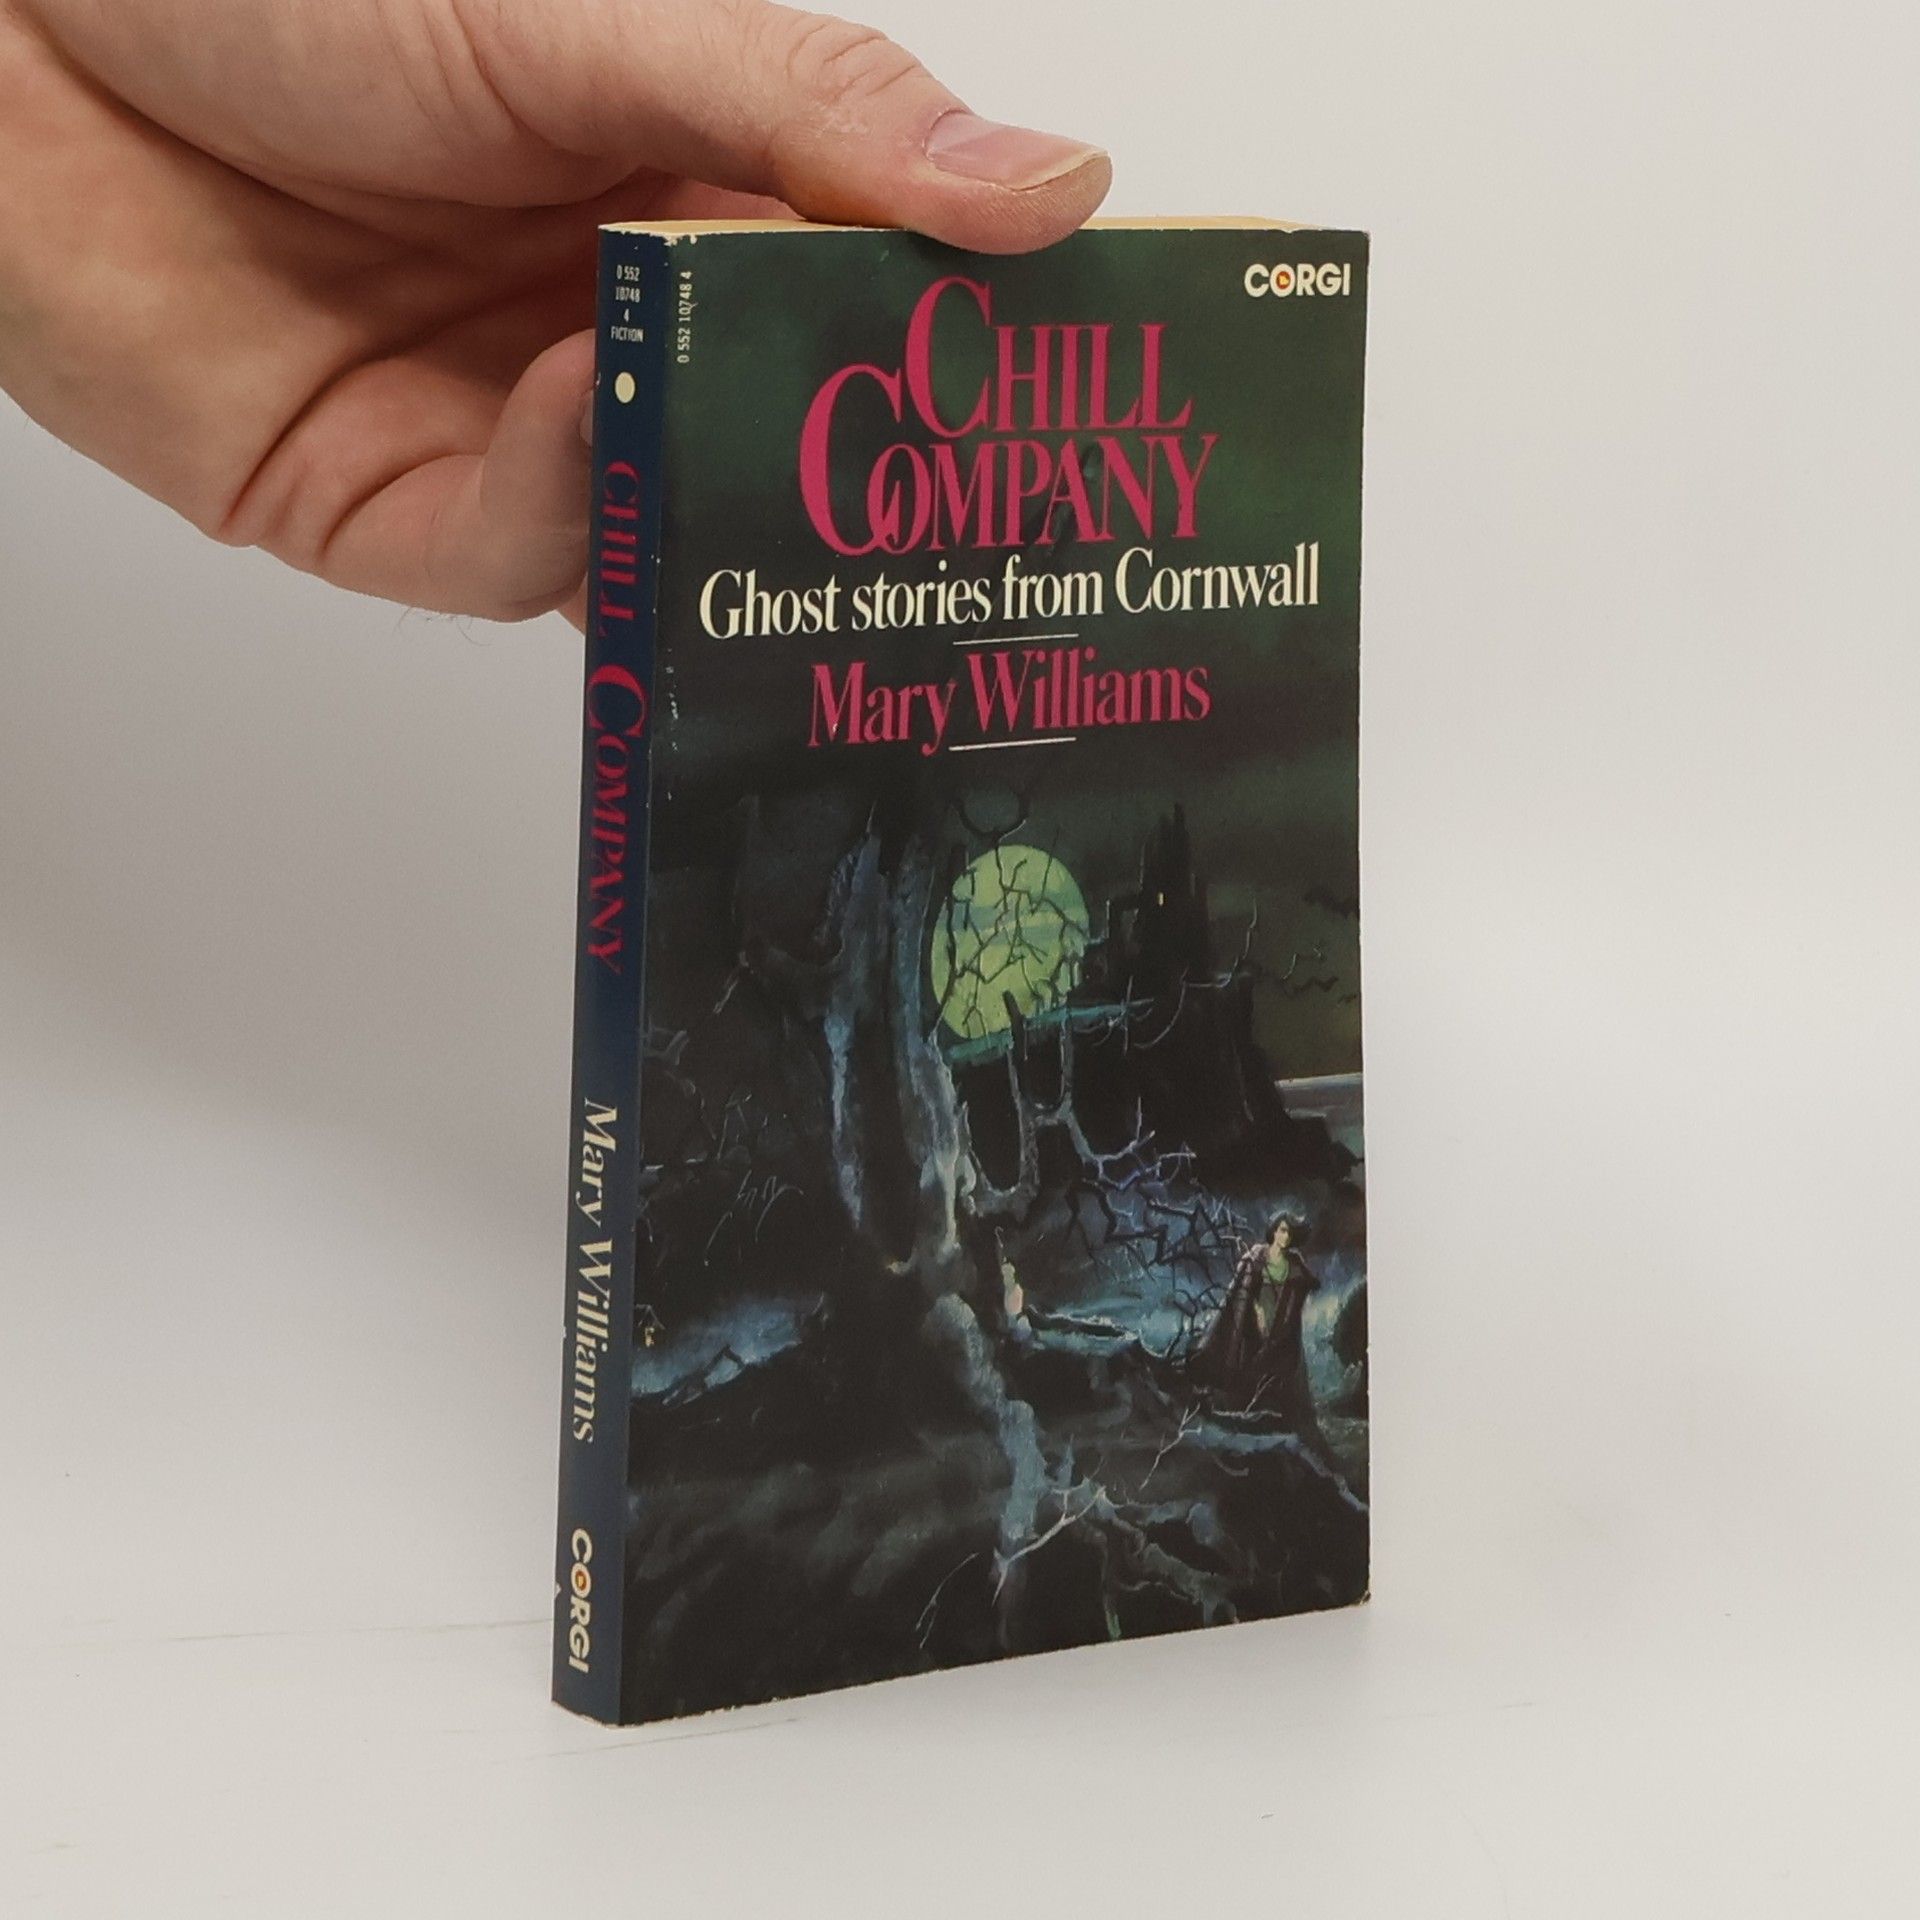 0 552
10748
4
FICTION
CHILL COMPANY
Mary Williams
CORGI
0 552 10748 4
CORGI
CHILL
COMPANY
Ghost stories from Cornwall
Mary Williams